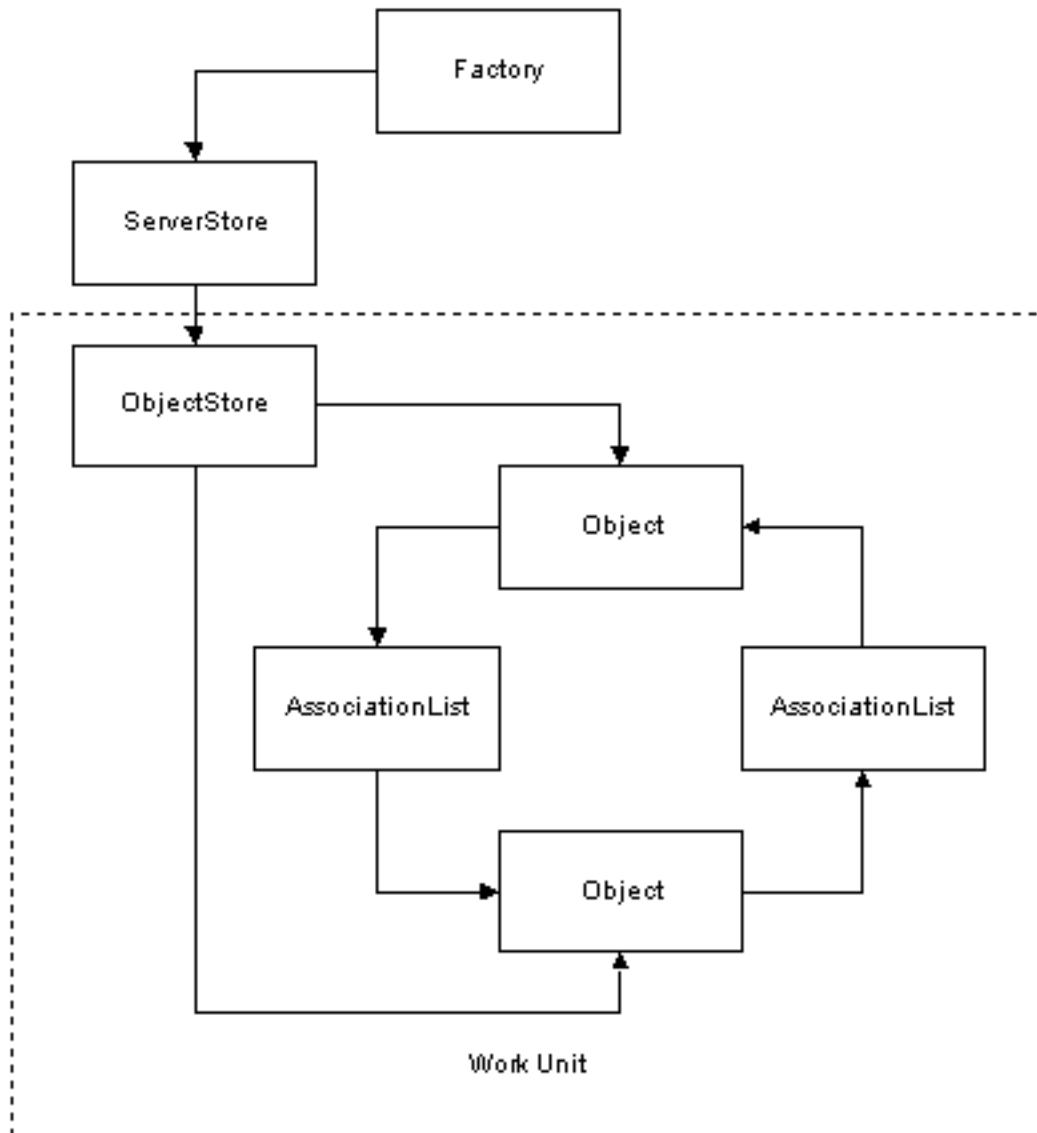 Factory
ServerStore
ObjectStore
Object
AssociationList
AssociationList
Object
Work Unit